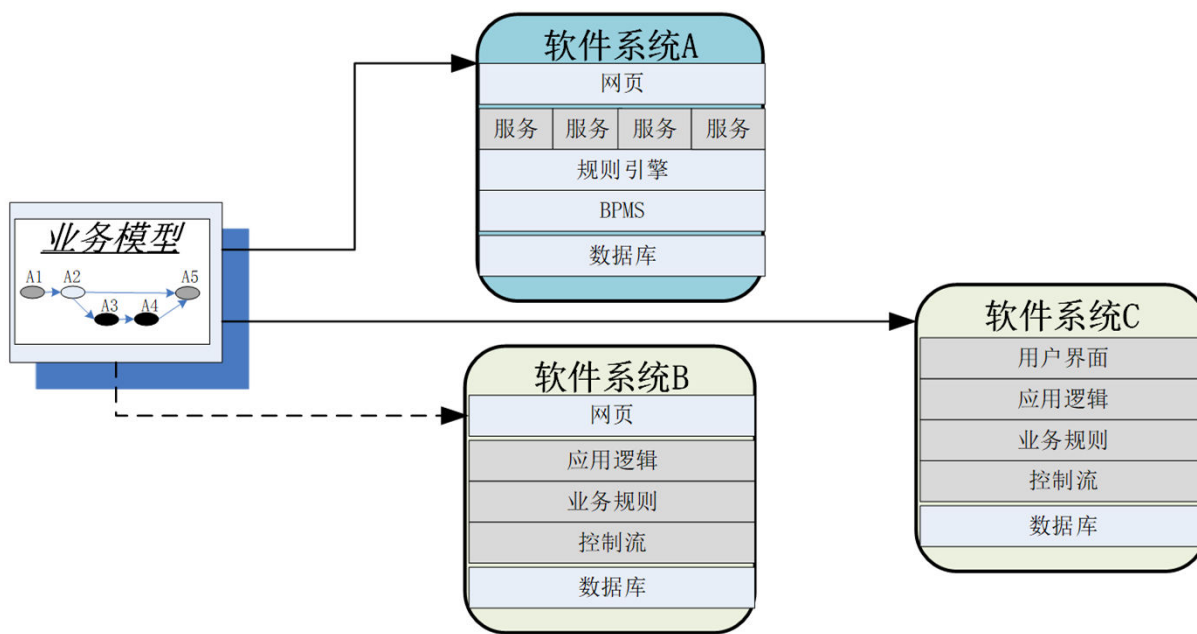 软件系统A
网页
服务 服务 服务 服务
规则引擎
BPMS
数据库
业务模型
A1 A2 A5
A3 A4
软件系统B
网页
应用逻辑
业务规则
控制流
数据库
软件系统C
用户界面
应用逻辑
业务规则
控制流
数据库